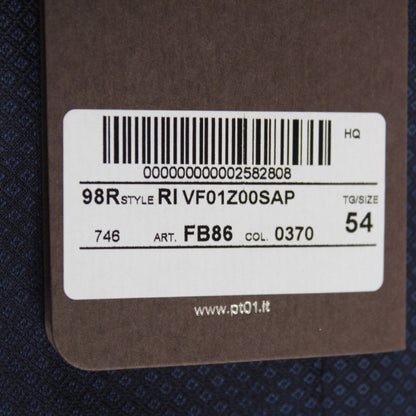 HQ
000000000002582808
98R STYLE RI VF01Z00SAP TG/SIZE
746 ART. FB86 COL. 0370 54
www.pt01.it